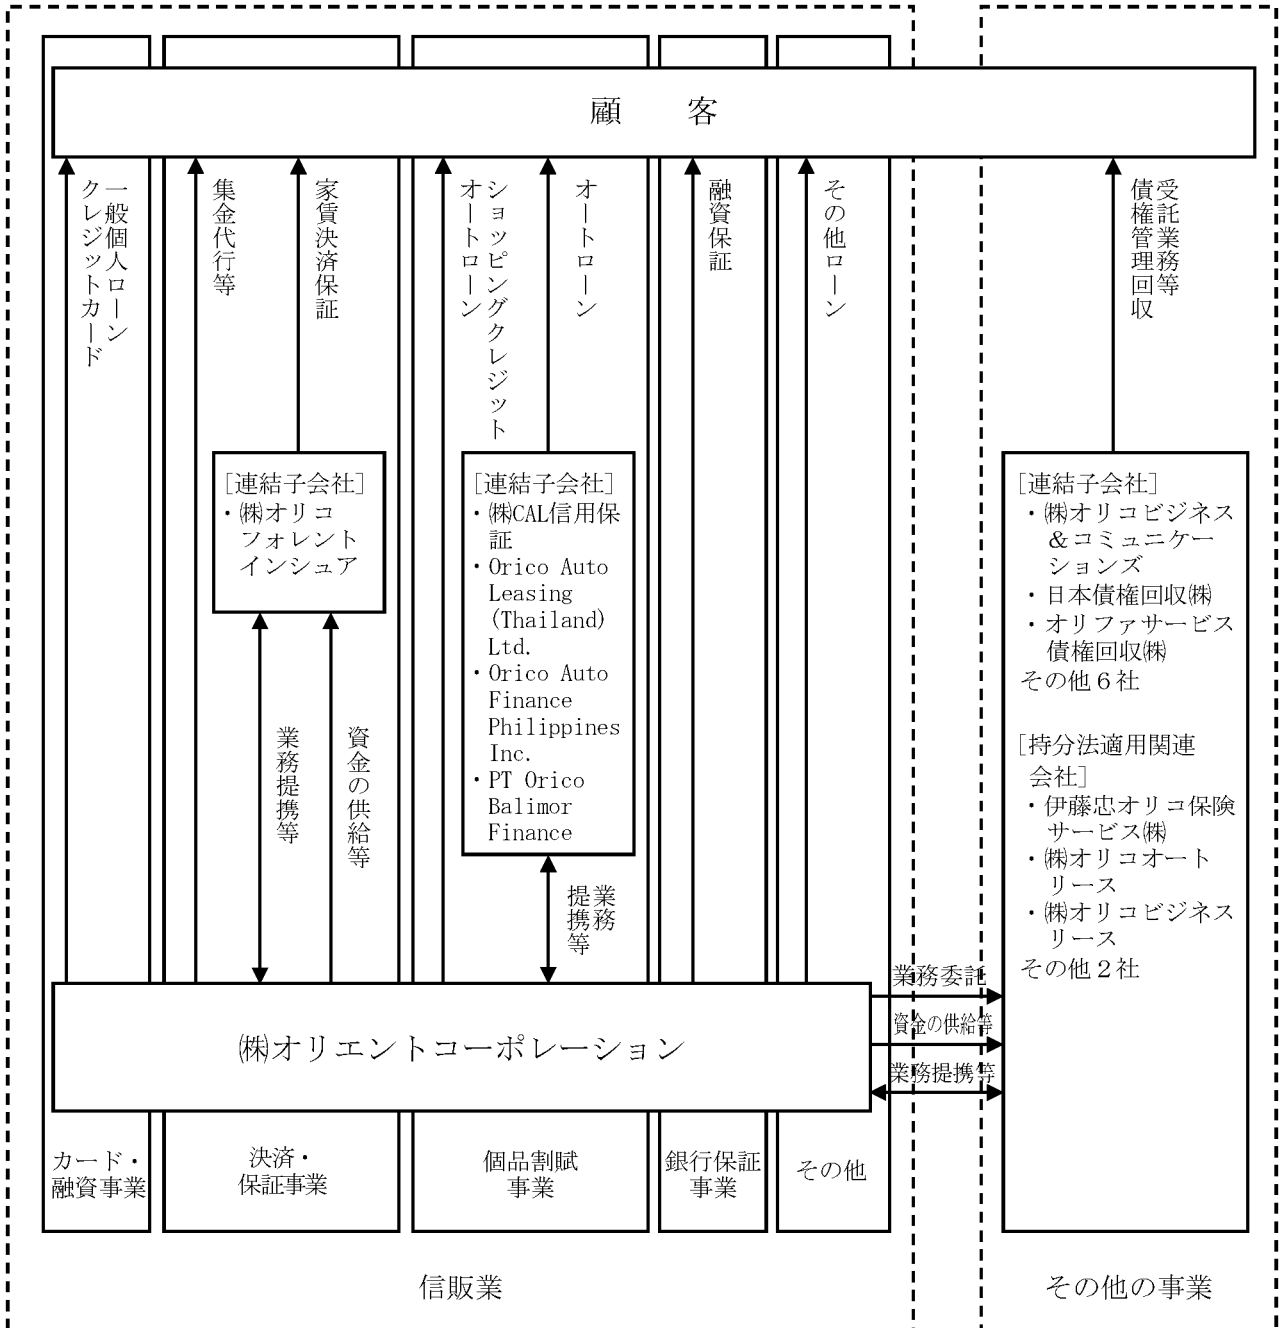 顧　　客
クレジットカード
一般個人ローン
集金代行等
家賃決済保証
オートローン
ショッピングクレジット
オートローン
融資保証
その他ローン
債権管理回収
受託業務等
[連結子会社]
・㈱オリコ
フォレント
インシュア
[連結子会社]
・㈱CAL信用保
証
・Orico Auto
Leasing
(Thailand)
Ltd.
・Orico Auto
Finance
Philippines
Inc.
・PT Orico
Balimor
Finance
[連結子会社]
・㈱オリコビジネス
＆コミュニケー
ションズ
・日本債権回収㈱
・オリファサービス
債権回収㈱
その他６社
[持分法適用関連
会社]
・伊藤忠オリコ保険
サービス㈱
・㈱オリコオート
リース
・㈱オリコビジネス
リース
その他２社
業務提携等
資金の供給等
業務
提携等
業務委託
資金の供給等
業務提携等
㈱オリエントコーポレーション
カード・
融資事業
決済・
保証事業
個品割賦
事業
銀行保証
事業
その他
信販業
その他の事業